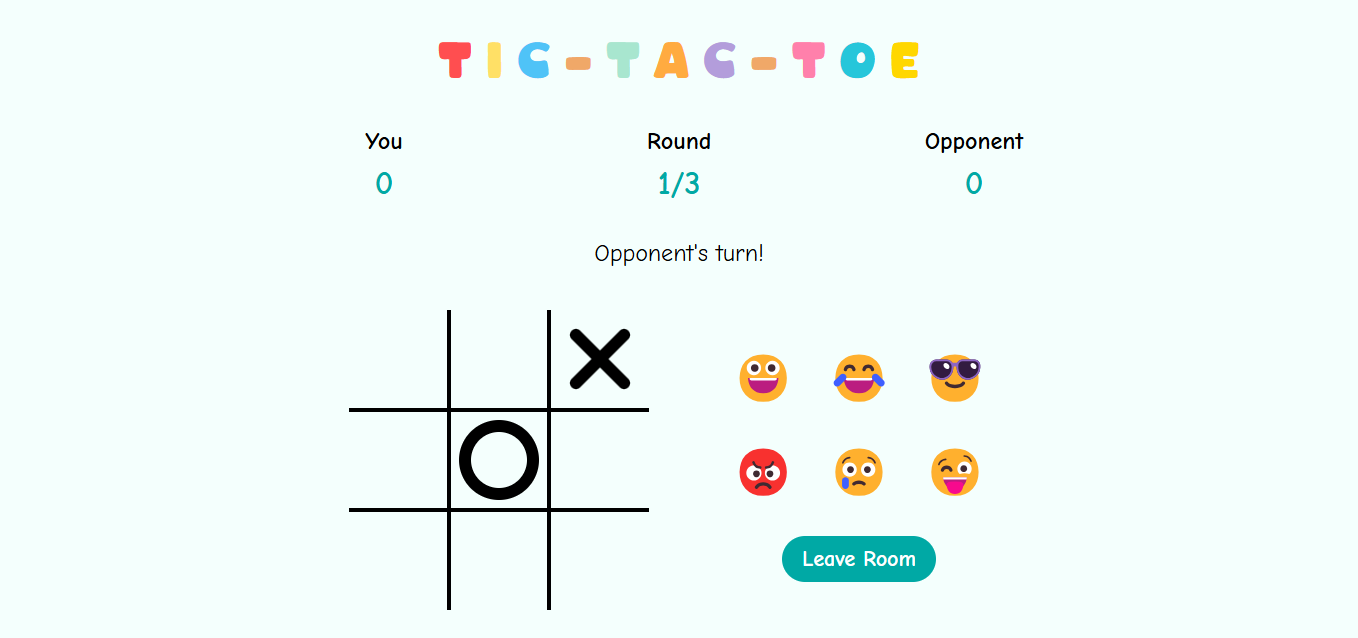 TIC-TAC-TOE
You
Round
Opponent
0
1/3
0
Opponent's turn!
X
O
Leave Room